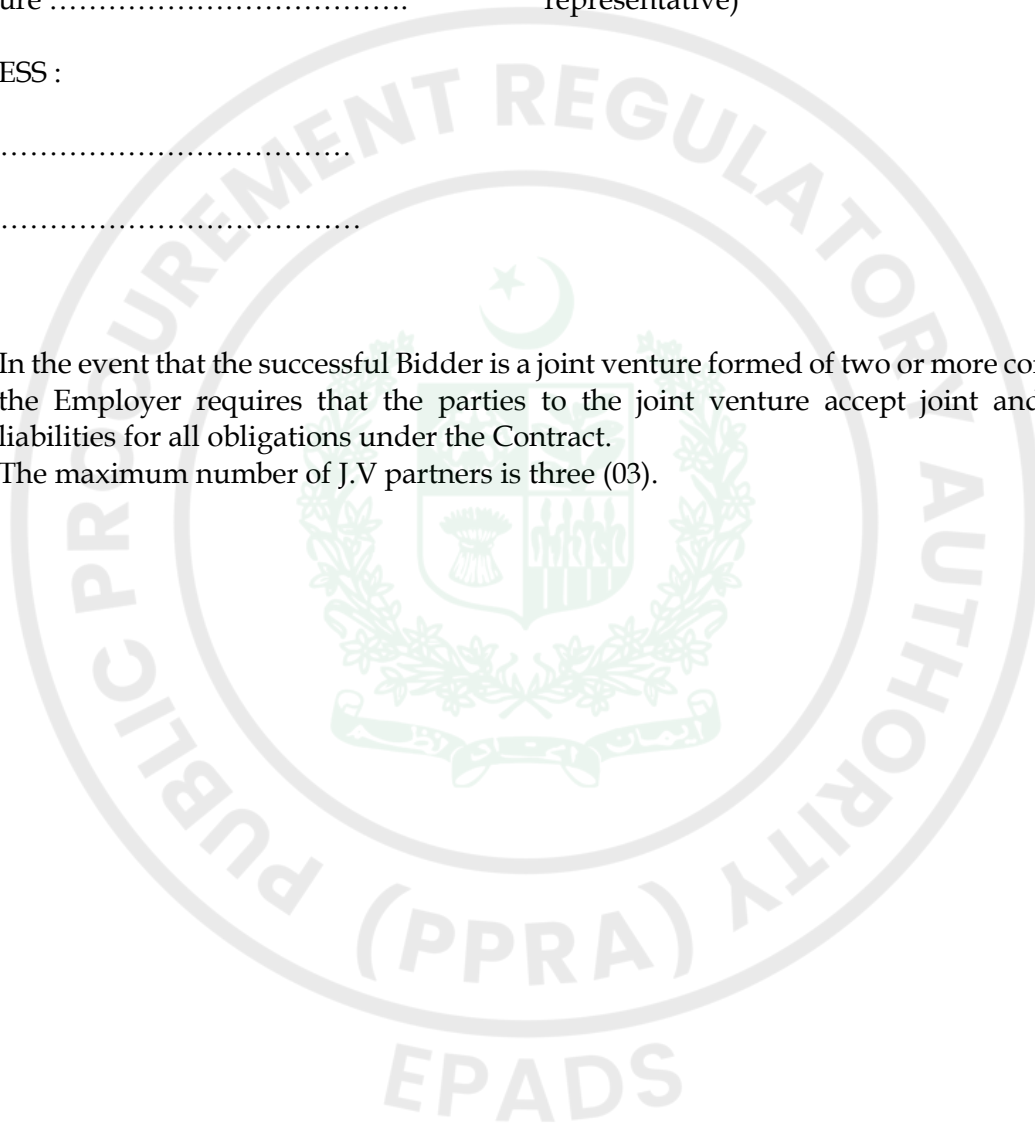 ure ………………………………. representative)
ESS :
………………………………
……………………………….
In the event that the successful Bidder is a joint venture formed of two or more
the Employer requires that the parties to the joint venture accept joint and
liabilities for all obligations under the Contract.
The maximum number of J.V partners is three (03).
PUBLIC PROCUREMENT REGULATORY AUTHORITY
(PPRA)
EPADS